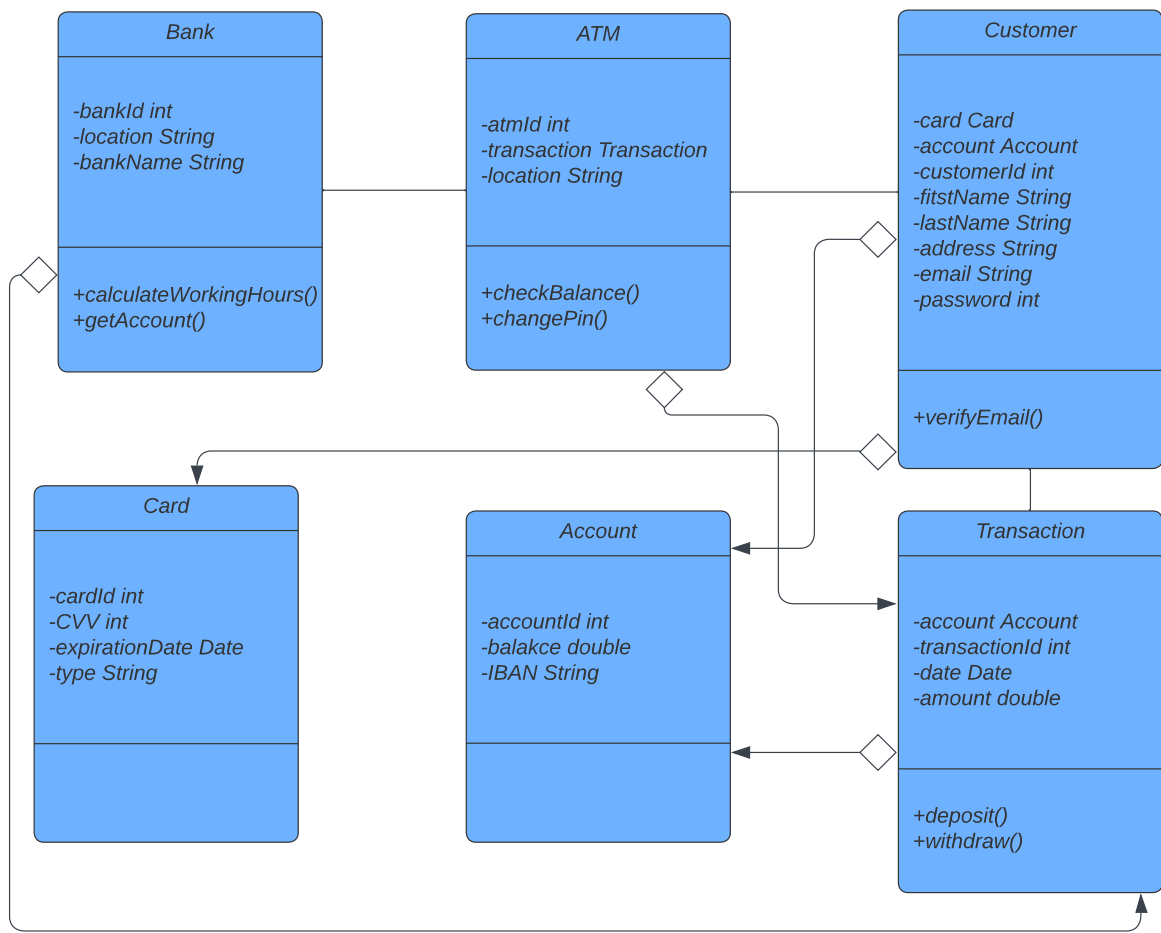 Bank
-bankId int
-location String
-bankName String
+calculateWorkingHours()
+getAccount()
ATM
-atmId int
-transaction Transaction
-location String
+checkBalance()
+changePin()
Customer
-card Card
-account Account
-customerId int
-fitstName String
-lastName String
-address String
-email String
-password int
+verifyEmail()
Card
-cardId int
-CVV int
-expirationDate Date
-type String
Account
-accountId int
-balakce double
-IBAN String
Transaction
-account Account
-transactionId int
-date Date
-amount double
+deposit()
+withdraw()